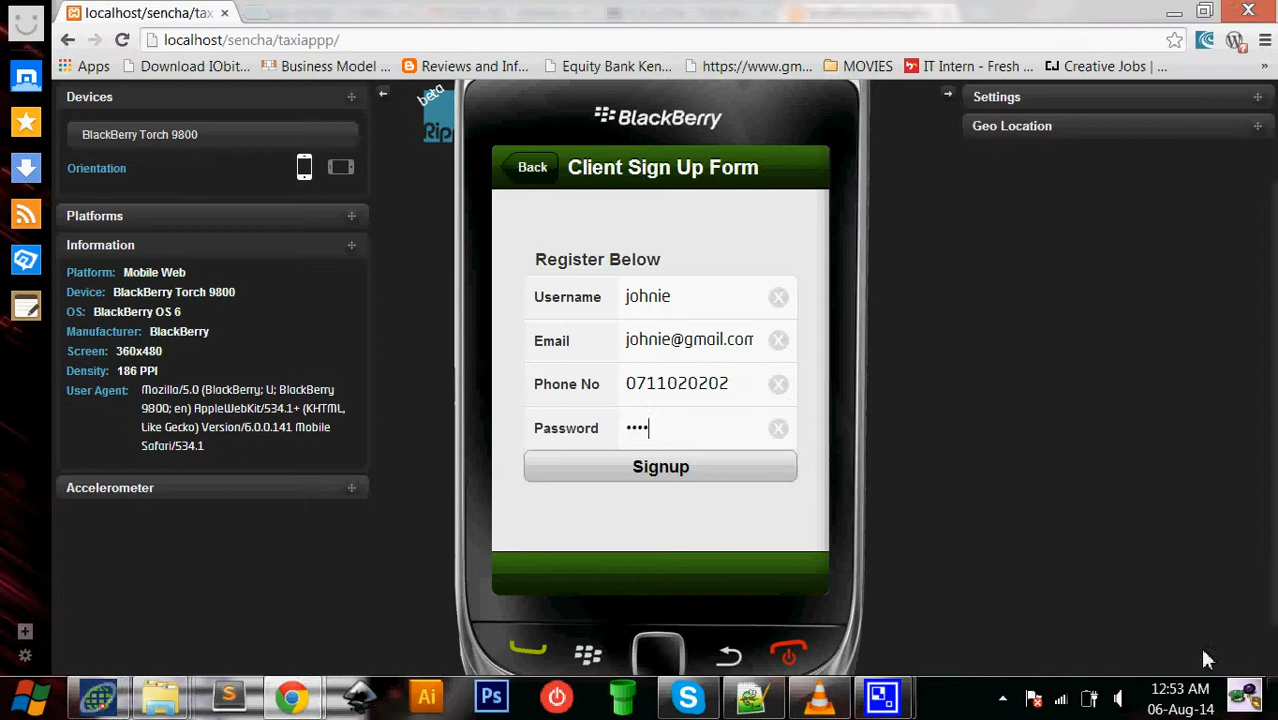 localhost/sencha/tax
localhost/sencha/taxiappp/
Apps
Download IObit...
Business Model ...
Reviews and Inf...
Equity Bank Ken...
https://www.gm...
MOVIES
IT Intern - Fresh ...
Creative Jobs | ...
»
Devices
BlackBerry Torch 9800
Orientation
Platforms
Information
Platform: Mobile Web
Device: BlackBerry Torch 9800
OS: BlackBerry OS 6
Manufacturer: BlackBerry
Screen: 360x480
Density: 186 PPI
User Agent: Mozilla/5.0 (BlackBerry; U; BlackBerry
9800; en) AppleWebKit/534.1+ (KHTML,
Like Gecko) Version/6.0.0.141 Mobile
Safari/534.1
Accelerometer
beta
Rip
BlackBerry
Back
Client Sign Up Form
Register Below
Username johnie
Email johnie@gmail.com
Phone No 0711020202
Password ••••
Signup
Settings
Geo Location
Ai
Ps
12:53 AM
06-Aug-14